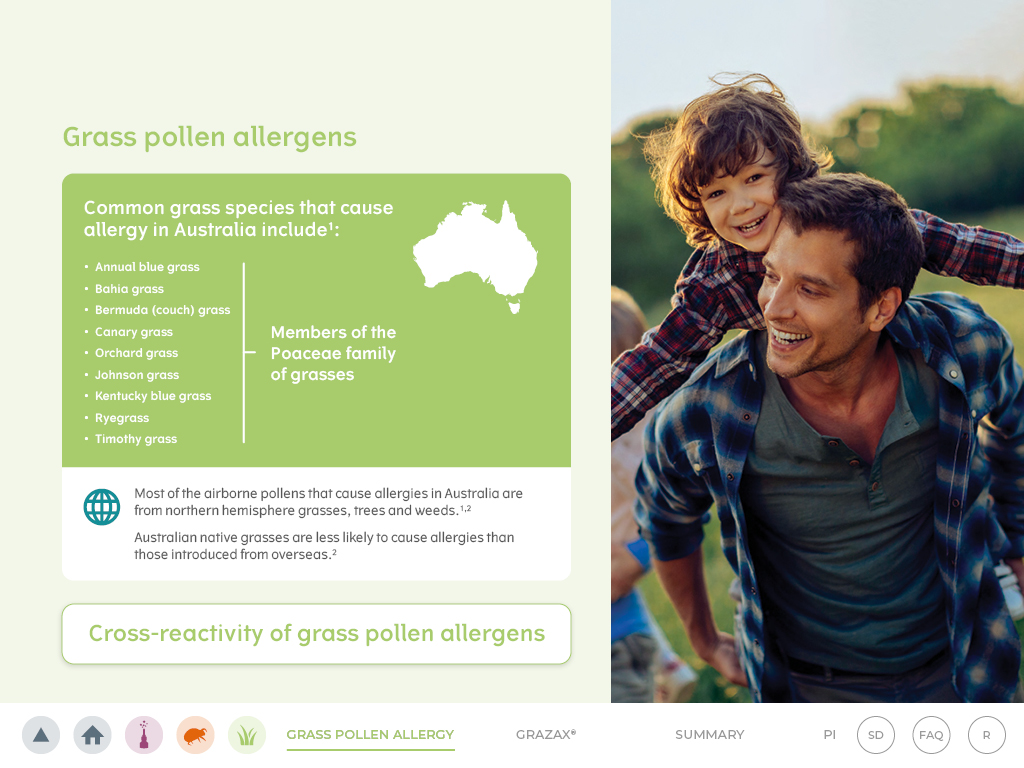 Grass pollen allergens
Common grass species that cause
allergy in Australia include¹:
• Annual blue grass
• Bahia grass
• Bermuda (couch) grass
• Canary grass
• Orchard grass
• Johnson grass
• Kentucky blue grass
• Ryegrass
• Timothy grass
Members of the
Poaceae family
of grasses
Most of the airborne pollens that cause allergies in Australia are
from northern hemisphere grasses, trees and weeds.¹,²
Australian native grasses are less likely to cause allergies than
those introduced from overseas.²
Cross-reactivity of grass pollen allergens
GRASS POLLEN ALLERGY
GRAZAX®
SUMMARY
PI
SD
FAQ
R